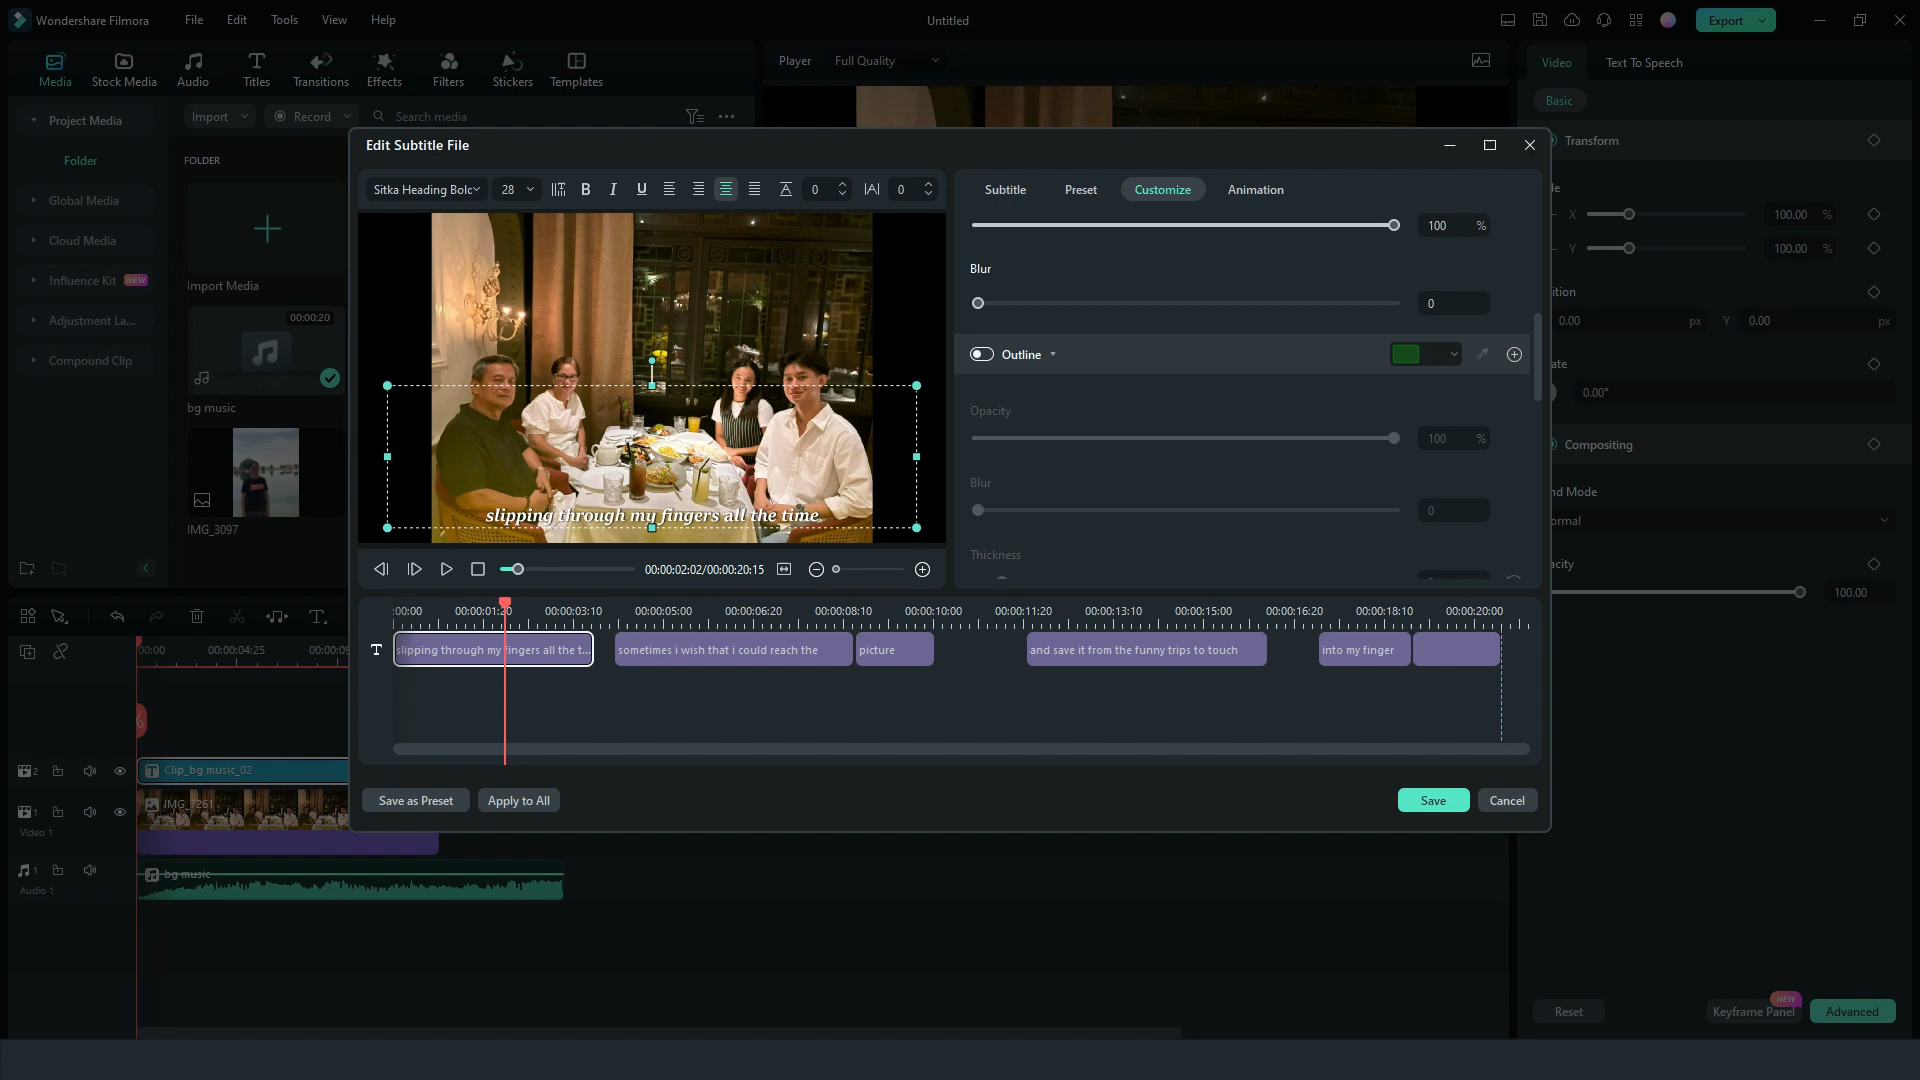 Wondershare Filmora
File
Edit
Tools
View
Help
Untitled
Export
Media
Stock Media
Audio
Titles
Transitions
Effects
Filters
Stickers
Templates
Player
Full Quality
Video
Text To Speech
Basic
Project Media
Import
Record
Search media
Folder
FOLDER
Global Media
Cloud Media
Influence Kit
NEW
Adjustment La...
Compound Clip
Import Media
00:00:20
bg music
IMG_3097
Transform
X
100.00
%
Y
100.00
%
0.00
px
Y
0.00
px
0.00°
Compositing
100.00
Edit Subtitle File
Sitka Heading Bolc
28
B
I
U
0
0
Subtitle
Preset
Customize
Animation
100
%
Blur
0
Outline
Opacity
100
%
Blur
0
Thickness
slipping through my fingers all the time
00:00:02:02/00:00:20:15
:00:00
00:00:01:20
00:00:03:10
00:00:05:00
00:00:06:20
00:00:08:10
00:00:10:00
00:00:11:20
00:00:13:10
00:00:15:00
00:00:16:20
00:00:18:10
00:00:20:00
slipping through my fingers all the t...
sometimes i wish that i could reach the
picture
and save it from the funny trips to touch
into my finger
Save as Preset
Apply to All
Save
Cancel
00:00
00:00:04:25
00:00:09
2
Clip_bg music_02
1
IMG_7261
Video 1
1
bg music
Audio 1
Reset
Keyframe Panel
NEW
Advanced